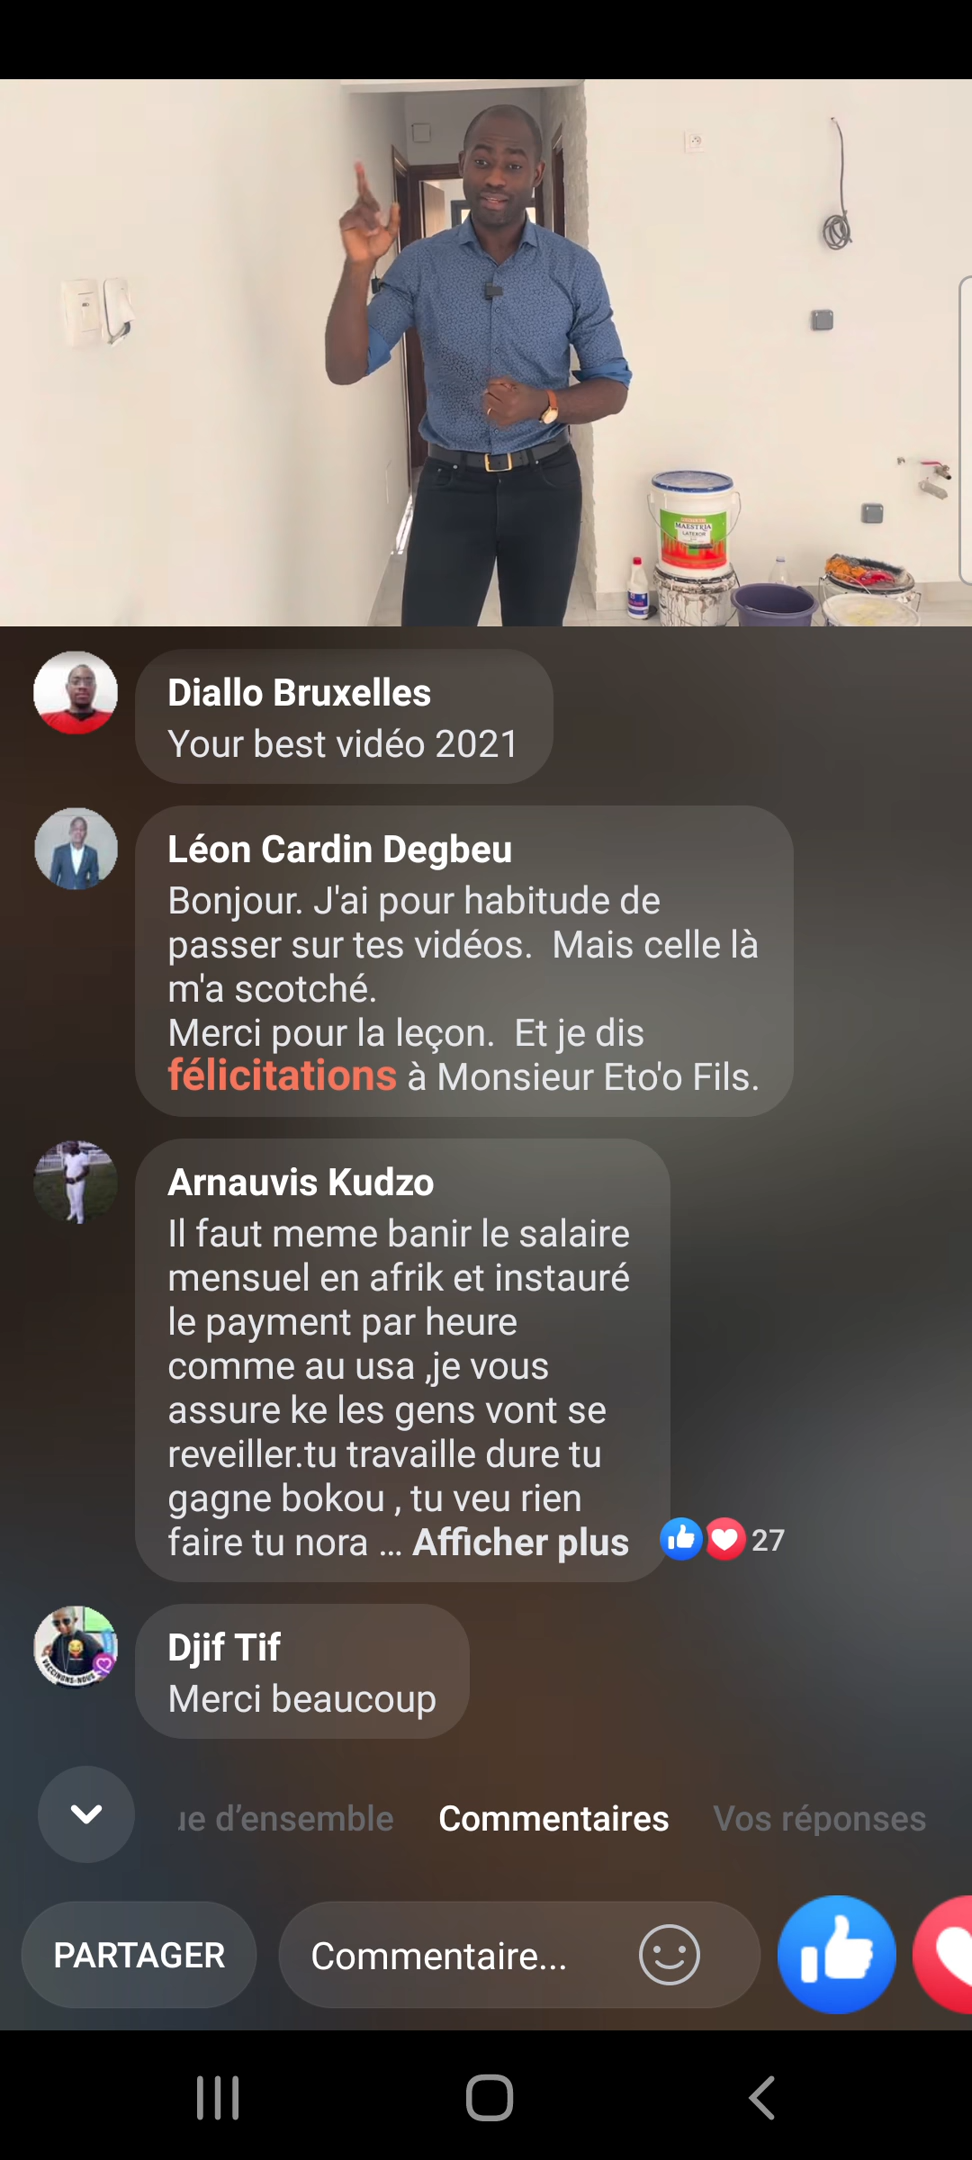 MAESTRIA
Diallo Bruxelles
Your best vidéo 2021
Léon Cardin Degbeu
Bonjour. J'ai pour habitude de
passer sur tes vidéos.  Mais celle là
m'a scotché.
Merci pour la leçon.  Et je dis
félicitations à Monsieur Eto'o Fils.
Arnauvis Kudzo
Il faut meme banir le salaire
mensuel en afrik et instauré
le payment par heure
comme au usa ,je vous
assure ke les gens vont se
reveiller.tu travaille dure tu
gagne bokou , tu veu rien
faire tu nora ... Afficher plus
27
Djif Tif
VACCINONS-NOUS
Merci beaucoup
ue d’ensemble Commentaires Vos réponses
PARTAGER Commentaire...